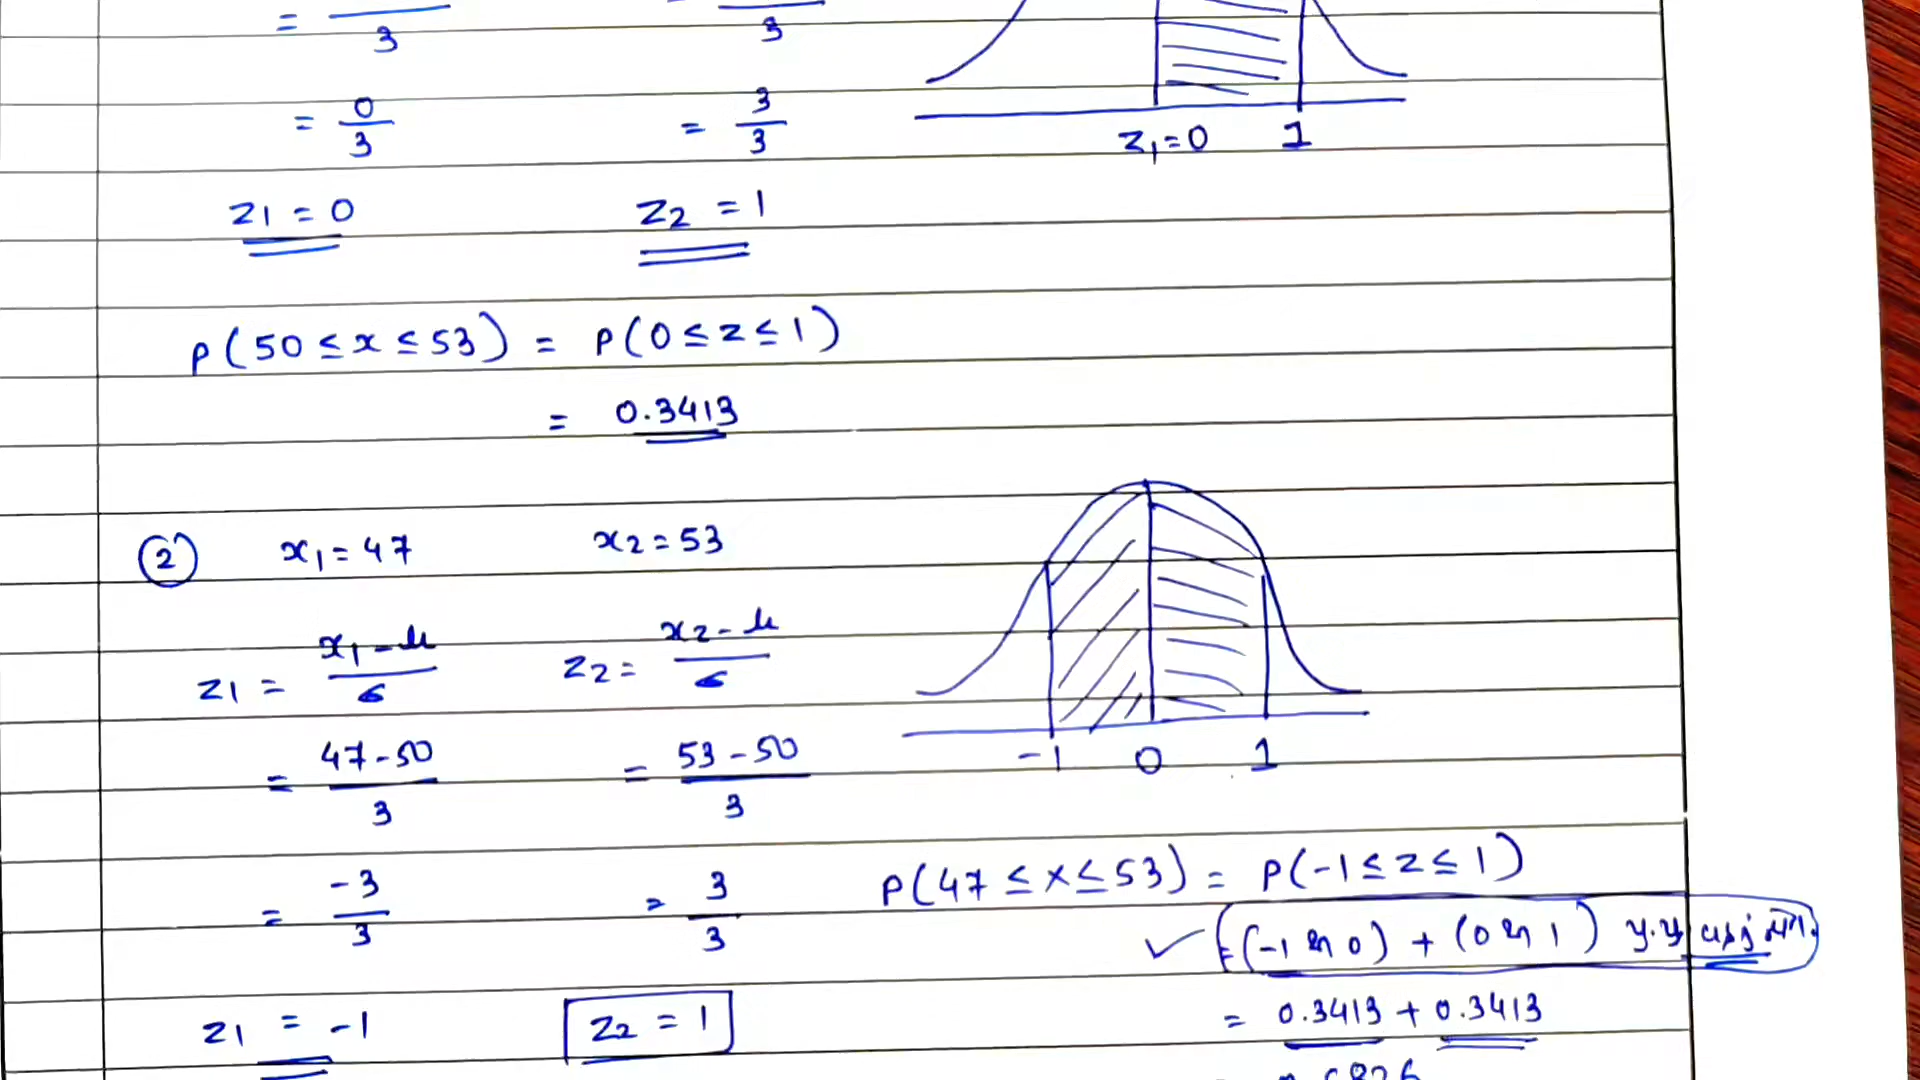 = 3 3
= 0/3 = 3/3
z₁=0 1
z1 = 0 z2 = 1
P(50 ≤ x ≤ 53) = P(0 ≤ z ≤ 1)
= 0.3413
② x₁ = 47 x₂ = 53
z1 = (x₁ - μ)/σ z2 = (x₂ - μ)/σ
= (47-50)/3 = (53-50)/3
-1 0 1
= -3/3 = 3/3
P(47 ≤ x ≤ 53) = P(-1 ≤ z ≤ 1)
= (-1 0) + (0 1)
z1 = -1 z2 = 1
= 0.3413 + 0.3413